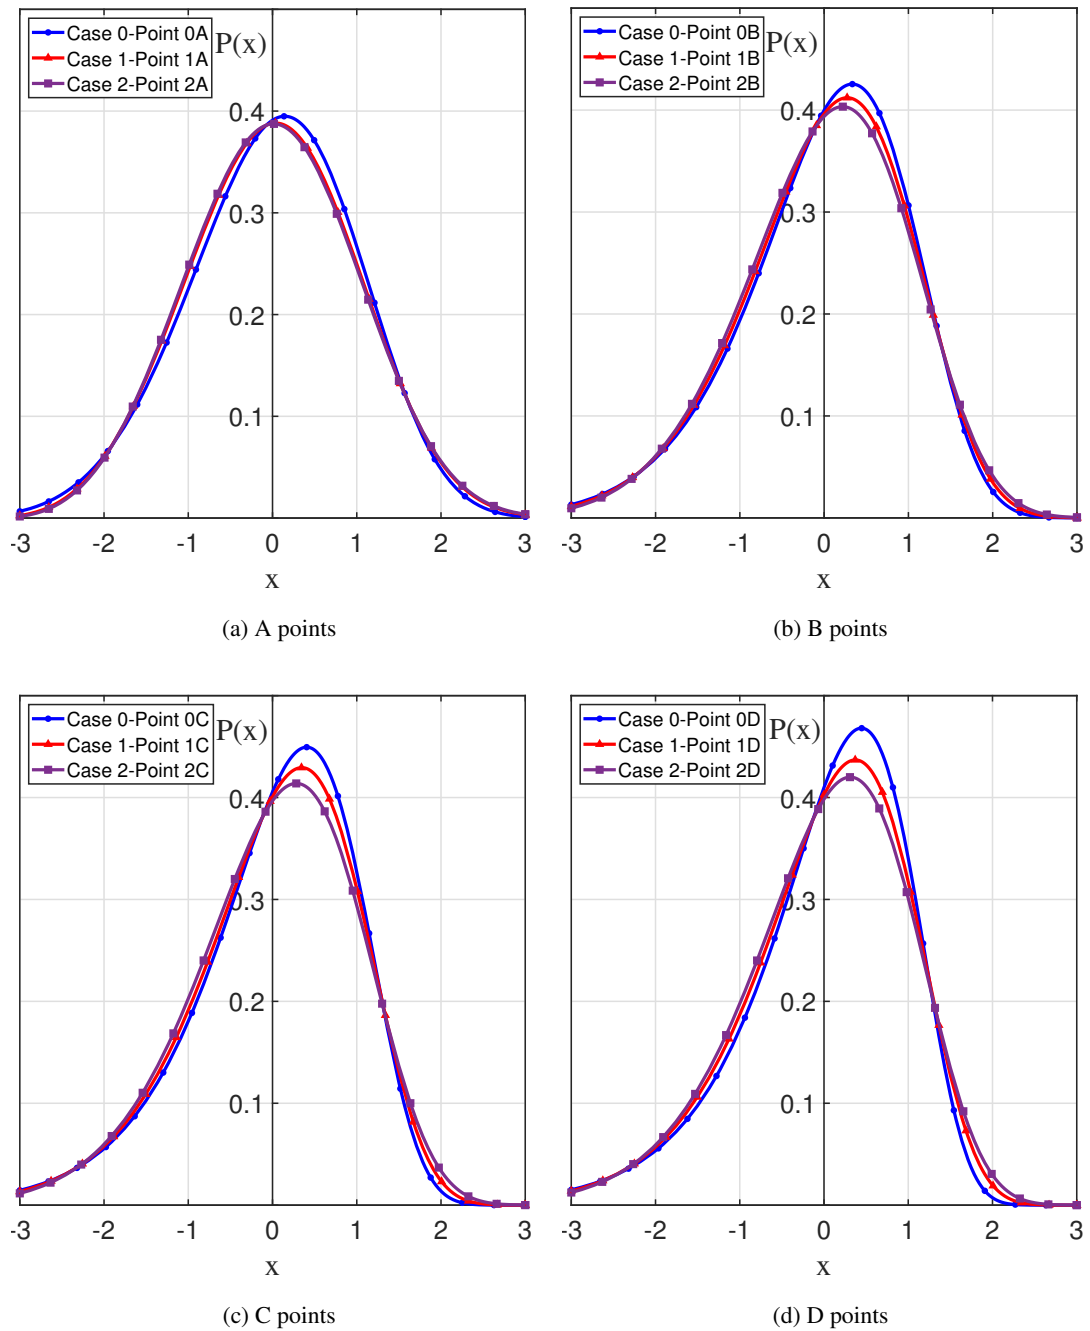 Case 0-Point 0A
Case 1-Point 1A
Case 2-Point 2A
P(x)
0.4
0.3
0.2
0.1
-3 -2 -1 0 1 2 3
x
(a) A points
Case 0-Point 0B
Case 1-Point 1B
Case 2-Point 2B
P(x)
0.4
0.3
0.2
0.1
-3 -2 -1 0 1 2 3
x
(b) B points
Case 0-Point 0C
Case 1-Point 1C
Case 2-Point 2C
P(x)
0.4
0.3
0.2
0.1
-3 -2 -1 0 1 2 3
x
(c) C points
Case 0-Point 0D
Case 1-Point 1D
Case 2-Point 2D
P(x)
0.4
0.3
0.2
0.1
-3 -2 -1 0 1 2 3
x
(d) D points